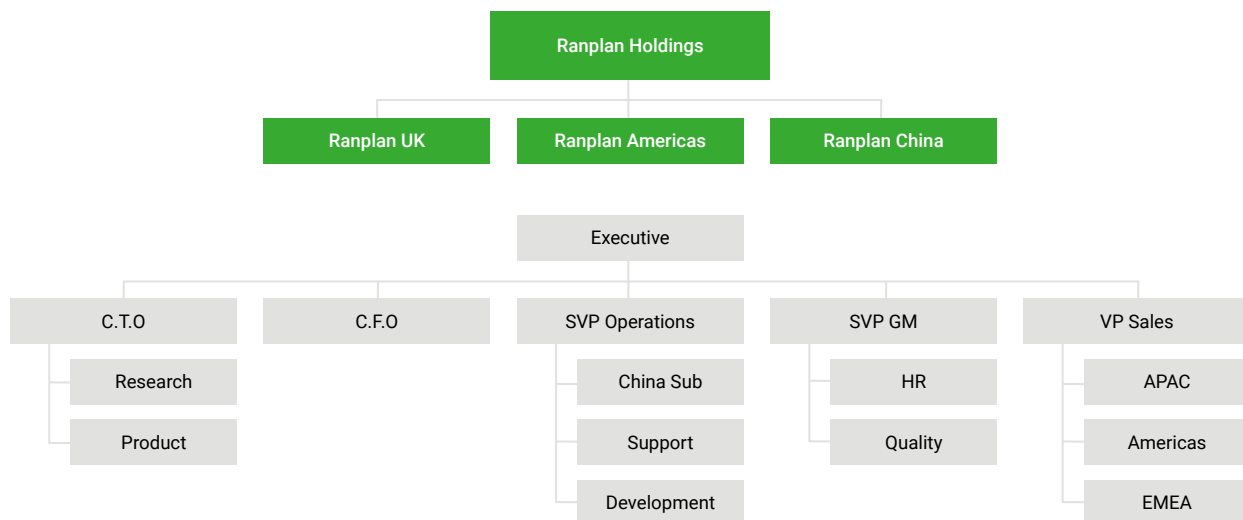 Ranplan Holdings
Ranplan UK
Ranplan Americas
Ranplan China
Executive
C.T.O
C.F.O
SVP Operations
SVP GM
VP Sales
Research
China Sub
HR
APAC
Product
Support
Quality
Americas
Development
EMEA